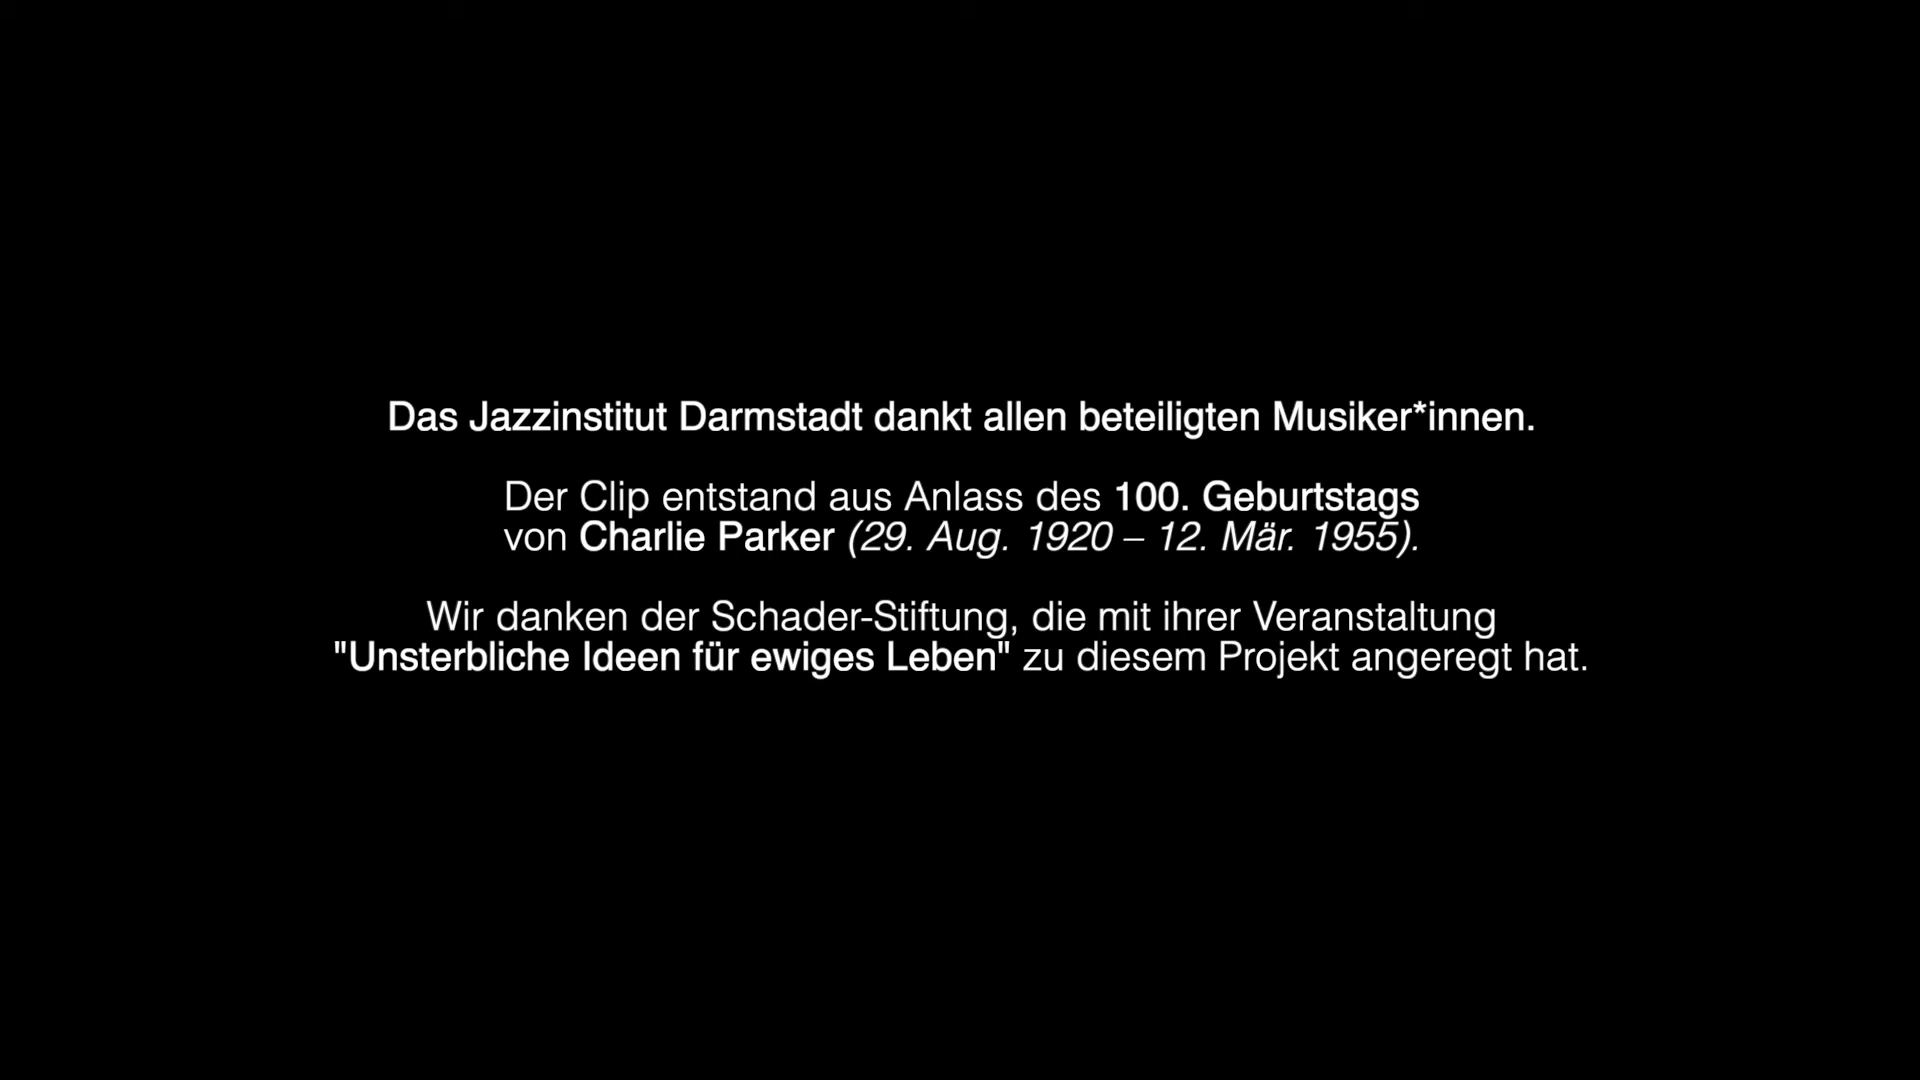 Das Jazzinstitut Darmstadt dankt allen beteiligten Musiker*innen.
Der Clip entstand aus Anlass des 100. Geburtstags
von Charlie Parker (29. Aug. 1920 – 12. Mär. 1955).
Wir danken der Schader-Stiftung, die mit ihrer Veranstaltung
"Unsterbliche Ideen für ewiges Leben" zu diesem Projekt angeregt hat.